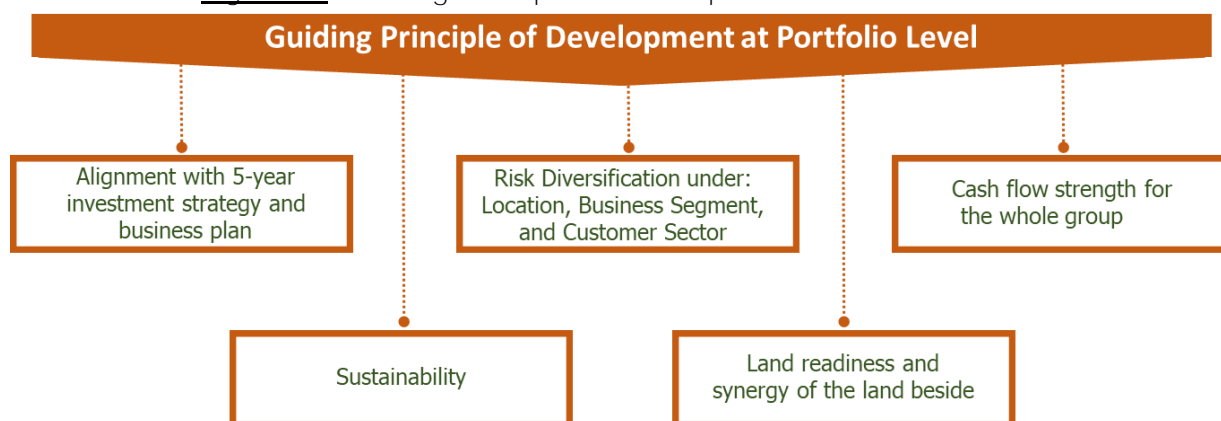 Guiding Principle of Development at Portfolio Level
Alignment with 5-year
investment strategy and
business plan
Risk Diversification under:
Location, Business Segment,
and Customer Sector
Cash flow strength for
the whole group
Sustainability
Land readiness and
synergy of the land beside